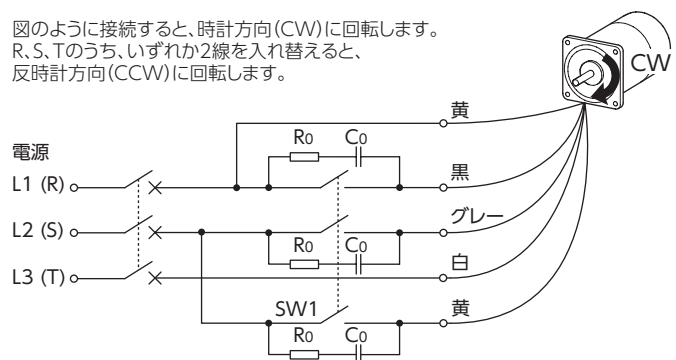 図のように接続すると、時計方向(CW)に回転します。
R、S、Tのうち、いずれか2線を入れ替えると、
反時計方向(CCW)に回転します。
CW
黄
R0 C0
電源
L1 (R)
黒
L2 (S)
グレー
R0 C0
L3 (T)
白
SW1
黄
R0 C0